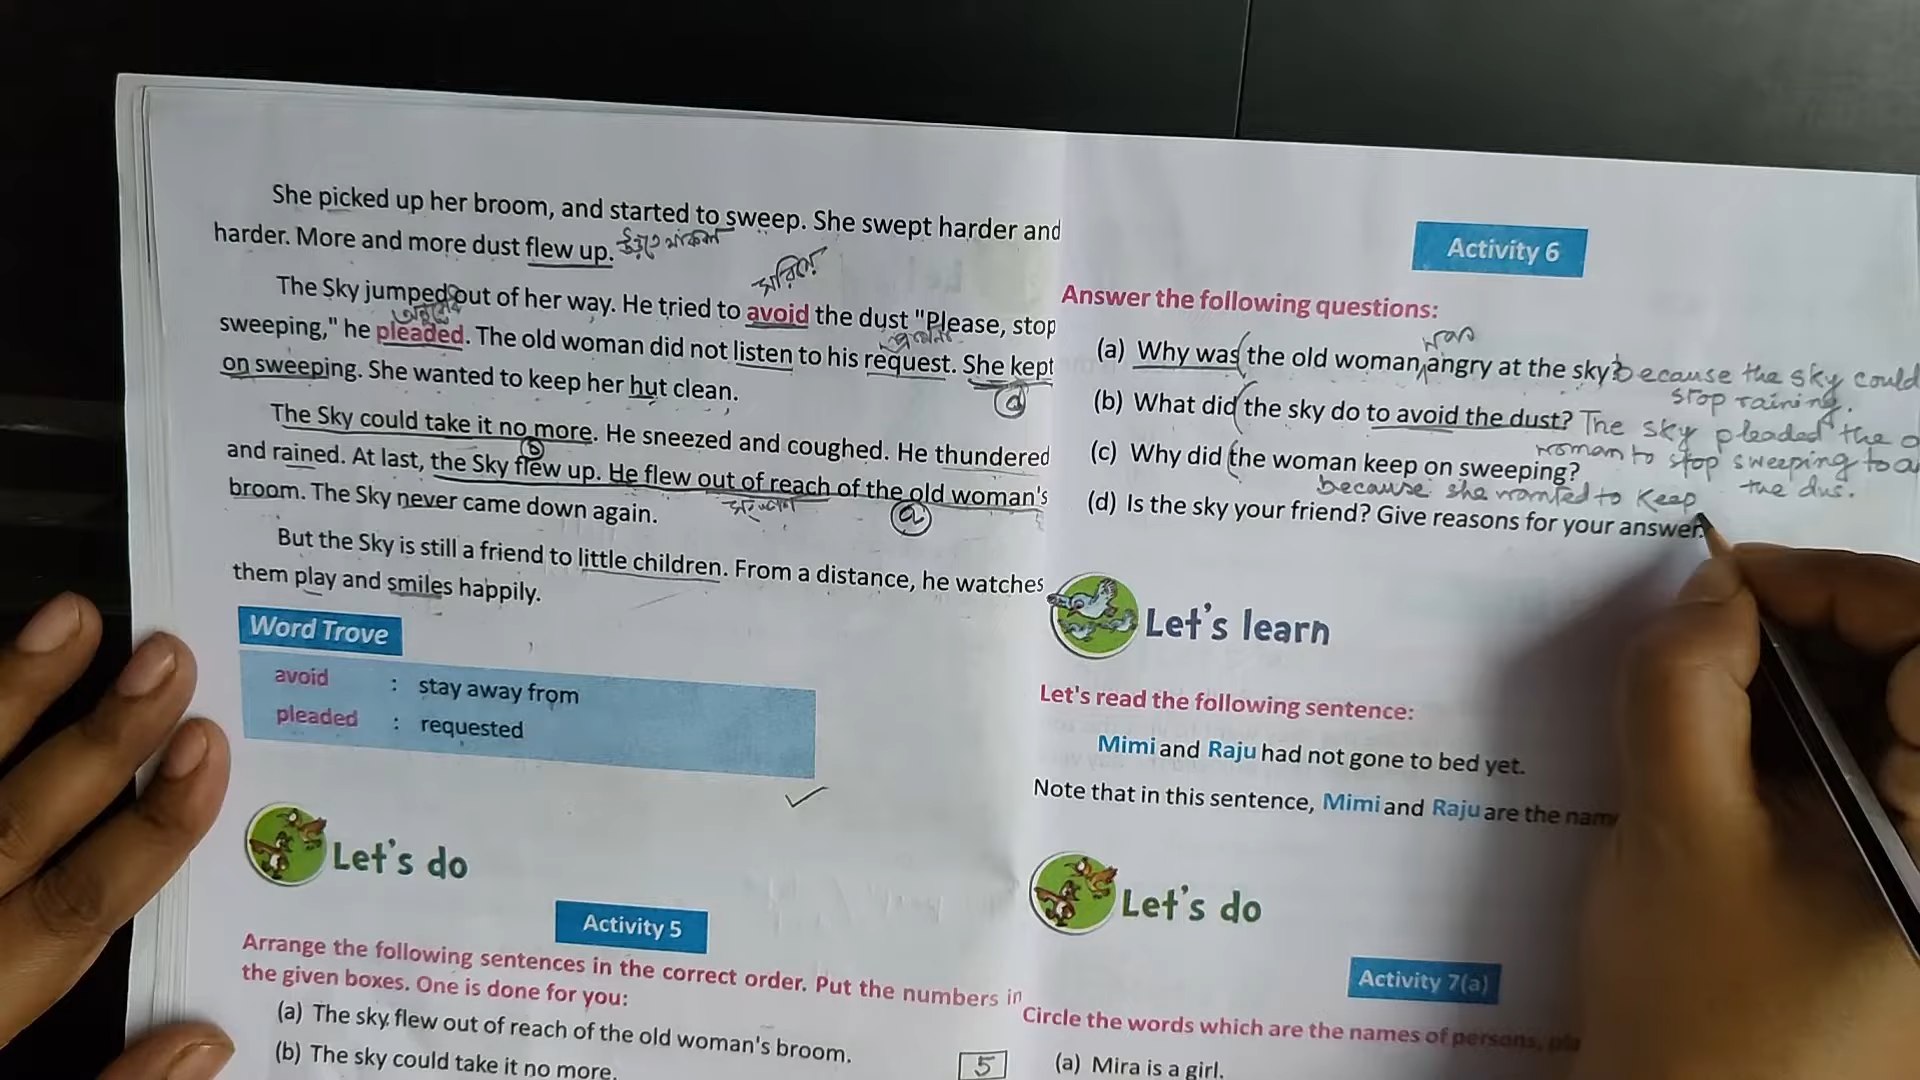 She picked up her broom, and started to sweep. She swept harder and
harder. More and more dust flew up.
The Sky jumped out of her way. He tried to avoid the dust "Please, stop
sweeping," he pleaded. The old woman did not listen to his request. She kept
on sweeping. She wanted to keep her hut clean.
The Sky could take it no more. He sneezed and coughed. He thundered
and rained. At last, the Sky flew up. He flew out of reach of the old woman's
broom. The Sky never came down again.
But the Sky is still a friend to little children. From a distance, he watches
them play and smiles happily.
Word Trove
avoid : stay away from
pleaded : requested
Let's do
Activity 5
Arrange the following sentences in the correct order. Put the numbers in
the given boxes. One is done for you:
(a) The sky flew out of reach of the old woman's broom.
(b) The sky could take it no more.
5
Activity 6
Answer the following questions:
(a) Why was the old woman angry at the sky? because the sky could
stop raining.
(b) What did the sky do to avoid the dust? The sky pleaded the
woman to stop sweeping to
(c) Why did the woman keep on sweeping? the dus.
because she wanted to keep
(d) Is the sky your friend? Give reasons for your answer.
Let's learn
Let's read the following sentence:
Mimi and Raju had not gone to bed yet.
Note that in this sentence, Mimi and Raju are the
Let's do
Activity 7(a)
Circle the words which are the names of persons,
(a) Mira is a girl.